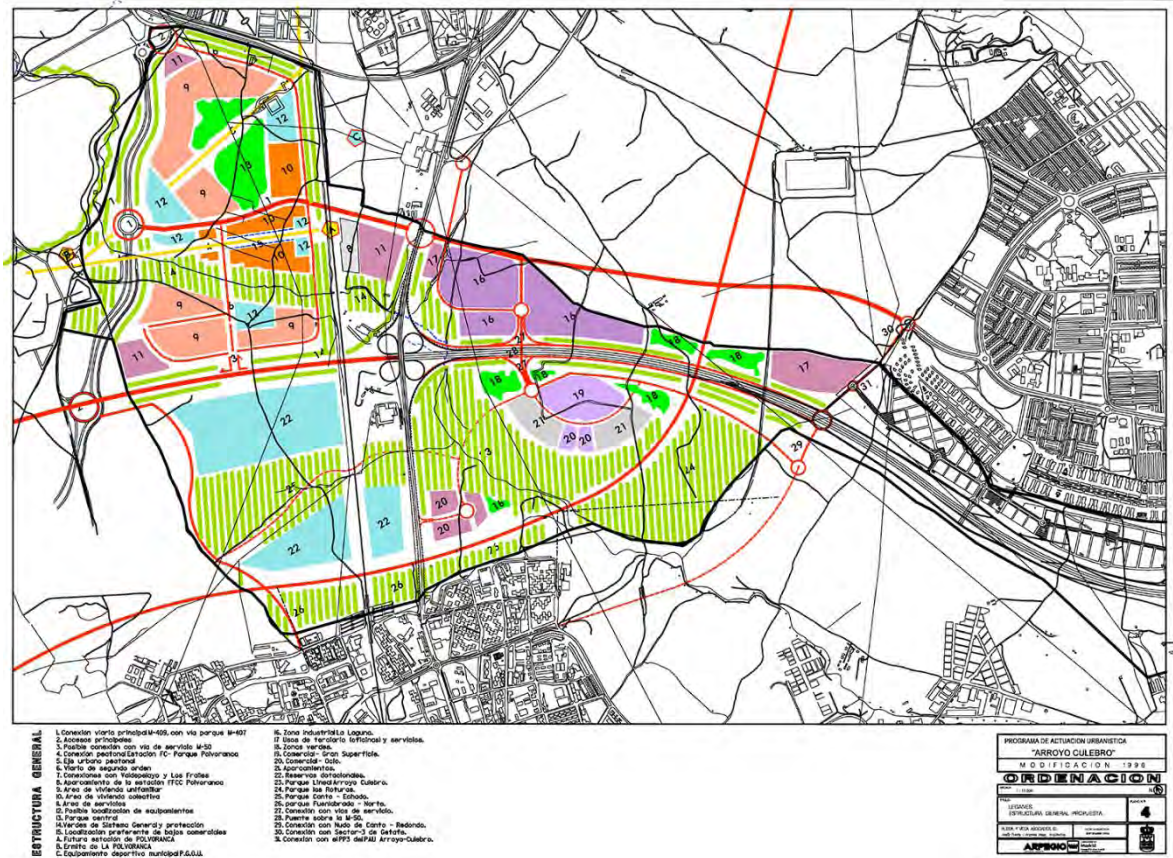 ESTRUCTURA GENERAL
1. Conexion viario principal M-409, con via parque M-407
2. Accesos principales
3. Posible conexión con via de servicio M-50
4. Conexion peatonal Estación FC- Parque Polvoranca
5. Eje urbano peatonal
6. Viario de segundo orden
7. Conexiones con Valdepelayo y Los Frailes
8. Aparcamiento de la estación FFCC Polvoranca
9. Area de vivienda unifamiliar
10. Area de vivienda colectiva
11. Area de servicios
12. Posible localizacion de equipamientos
13. Parque central
14. Verdes de Sistema General y protección
15. Localizacion preferente de bajos comerciales
A. Futura estación de POLVORANCA
B. Ermita de LA POLVORANCA
C. Equipamiento deportivo municipal P.G.O.U.
16. Zona industrial La Laguna.
17. Usos de terciario (oficinas) y servicios.
18. Zonas verdes.
19. Comercial- Gran Superficie.
20. Comercial - Ocio.
21. Aparcamientos.
22. Reservas dotacionales.
23. Parque Lineal Arroyo Culebro.
24. Parque las Roturas.
25. Parque Canto - Echado.
26. parque Fuenlabrada - Norte.
27. Conexión con vias de servicio.
28. Puente sobre la M-50.
29. Conexión con Nudo de Canto - Redondo.
30. Conexion con Sector-3 de Getafe.
31. Conexion con el PP3 del PAU Arroyo-Culebro.
PROGRAMA DE ACTUACION URBANISTICA
"ARROYO CULEBRO"
MODIFICACION 1998
ORDENACION
LEGANES
ESTRUCTURA GENERAL PROPUESTA
4
ARPEGIO